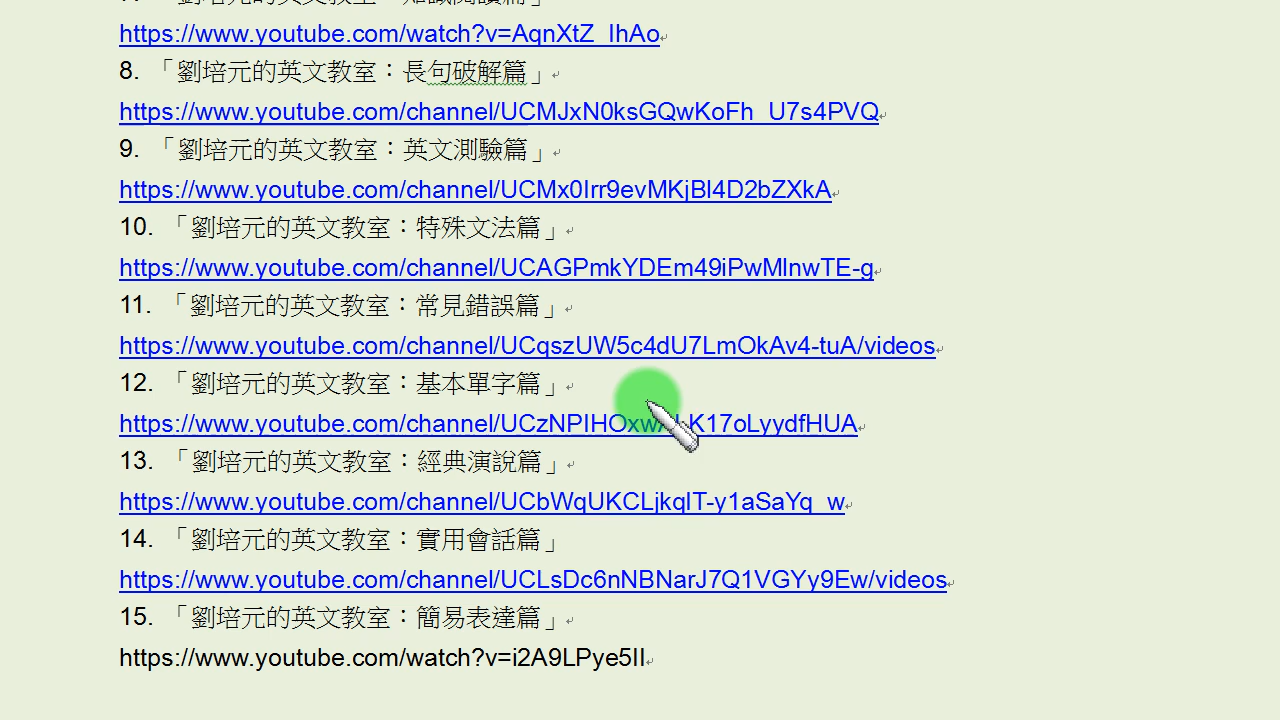 https://www.youtube.com/watch?v=AqnXtZ_IhAo
8. 「劉培元的英文教室：長句破解篇」
https://www.youtube.com/channel/UCMJxN0ksGQwKoFh_U7s4PVQ
9. 「劉培元的英文教室：英文測驗篇」
https://www.youtube.com/channel/UCMx0Irr9evMKjBl4D2bZXkA
10. 「劉培元的英文教室：特殊文法篇」
https://www.youtube.com/channel/UCAGPmkYDEm49iPwMlnwTE-g
11. 「劉培元的英文教室：常見錯誤篇」
https://www.youtube.com/channel/UCqszUW5c4dU7LmOkAv4-tuA/videos
12. 「劉培元的英文教室：基本單字篇」
13. 「劉培元的英文教室：經典演說篇」
https://www.youtube.com/channel/UCbWqUKCLjkqIT-y1aSaYq_w
14. 「劉培元的英文教室：實用會話篇」
https://www.youtube.com/channel/UCLsDc6nNBNarJ7Q1VGYy9Ew/videos
15. 「劉培元的英文教室：簡易表達篇」
https://www.youtube.com/watch?v=i2A9LPye5II